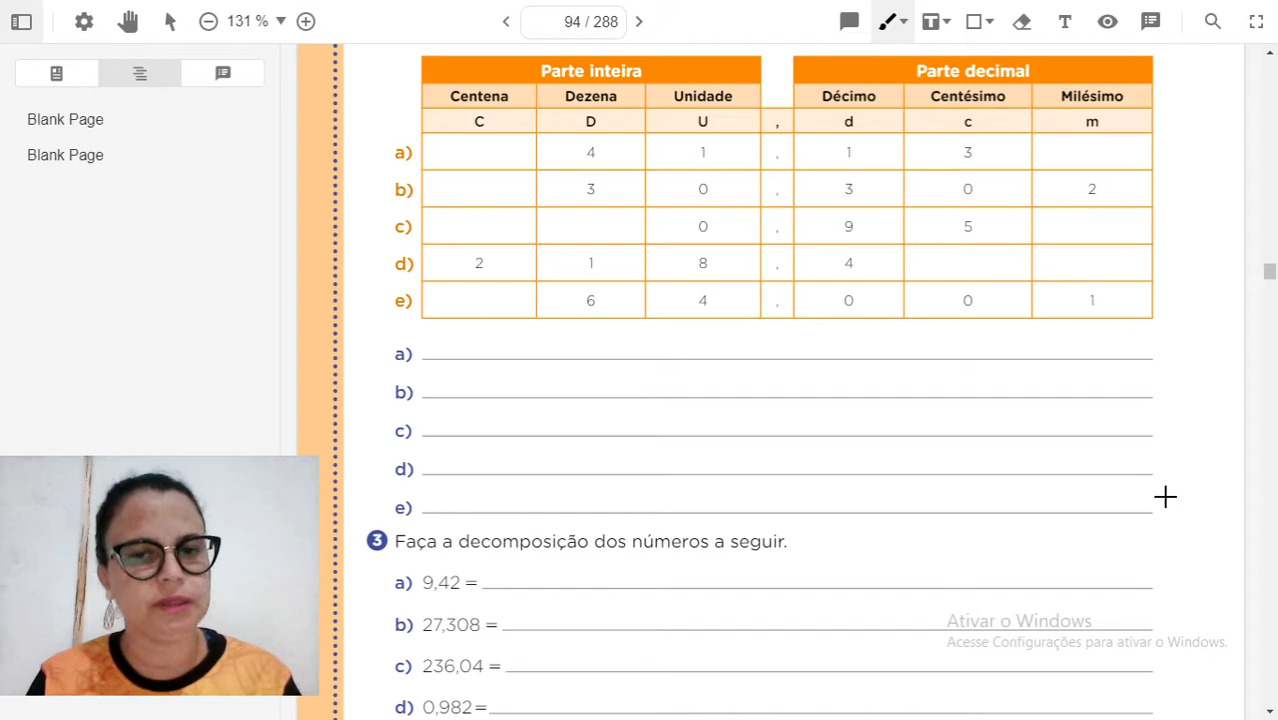 131 %
94 / 288
Blank Page
Blank Page
Parte inteira Parte decimal
Centena Dezena Unidade Décimo Centésimo Milésimo
C D U , d c m
a) 4 1 , 1 3
b) 3 0 , 3 0 2
c) 0 , 9 5
d) 2 1 8 , 4
e) 6 4 , 0 0 1
a)
b)
c)
d)
e)
3 Faça a decomposição dos números a seguir.
a) 9,42 =
b) 27,308 =
c) 236,04 =
d) 0,982 =
Ativar o Windows
Acesse Configurações para ativar o Windows.